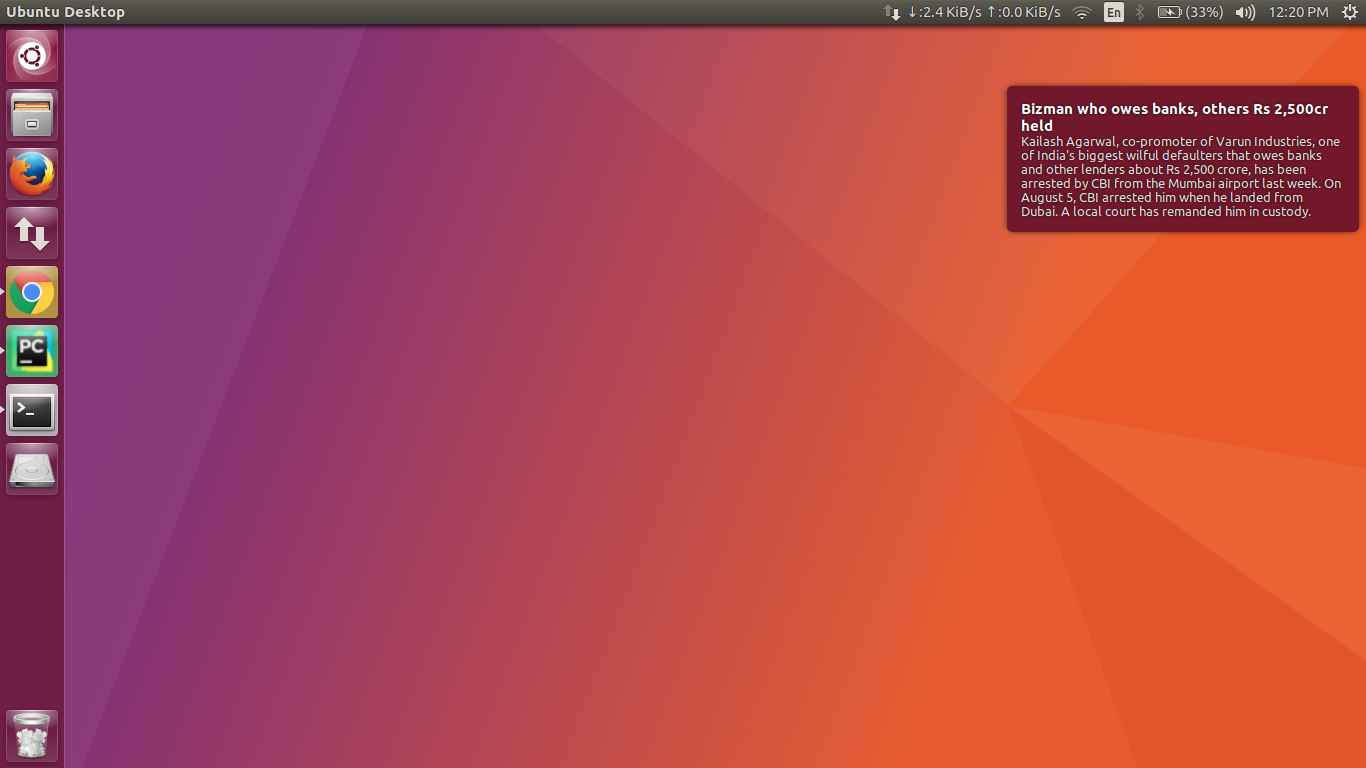 Ubuntu Desktop
↓:2.4 KiB/s ↑:0.0 KiB/s En (33%) 12:20 PM
Bizman who owes banks, others Rs 2,500cr
held
Kailash Agarwal, co-promoter of Varun Industries, one
of India's biggest wilful defaulters that owes banks
and other lenders about Rs 2,500 crore, has been
arrested by CBI from the Mumbai airport last week. On
August 5, CBI arrested him when he landed from
Dubai. A local court has remanded him in custody.
PC
>_